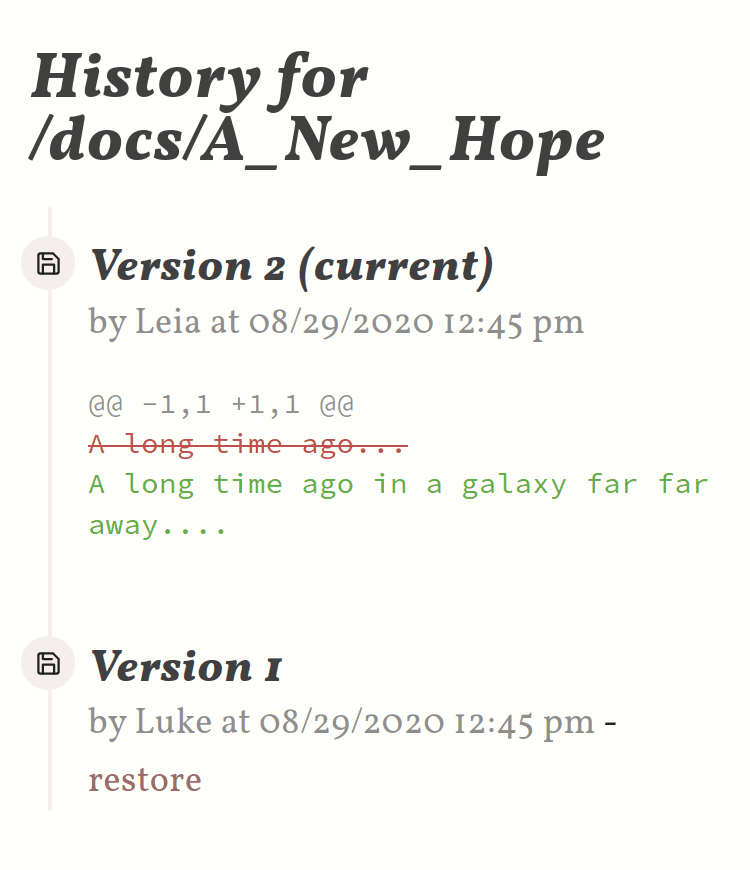 History for
/docs/A_New_Hope
Version 2 (current)
by Leia at 08/29/2020 12:45 pm
@@ -1,1 +1,1 @@
A long time ago...
A long time ago in a galaxy far far
away....
Version 1
by Luke at 08/29/2020 12:45 pm -
restore